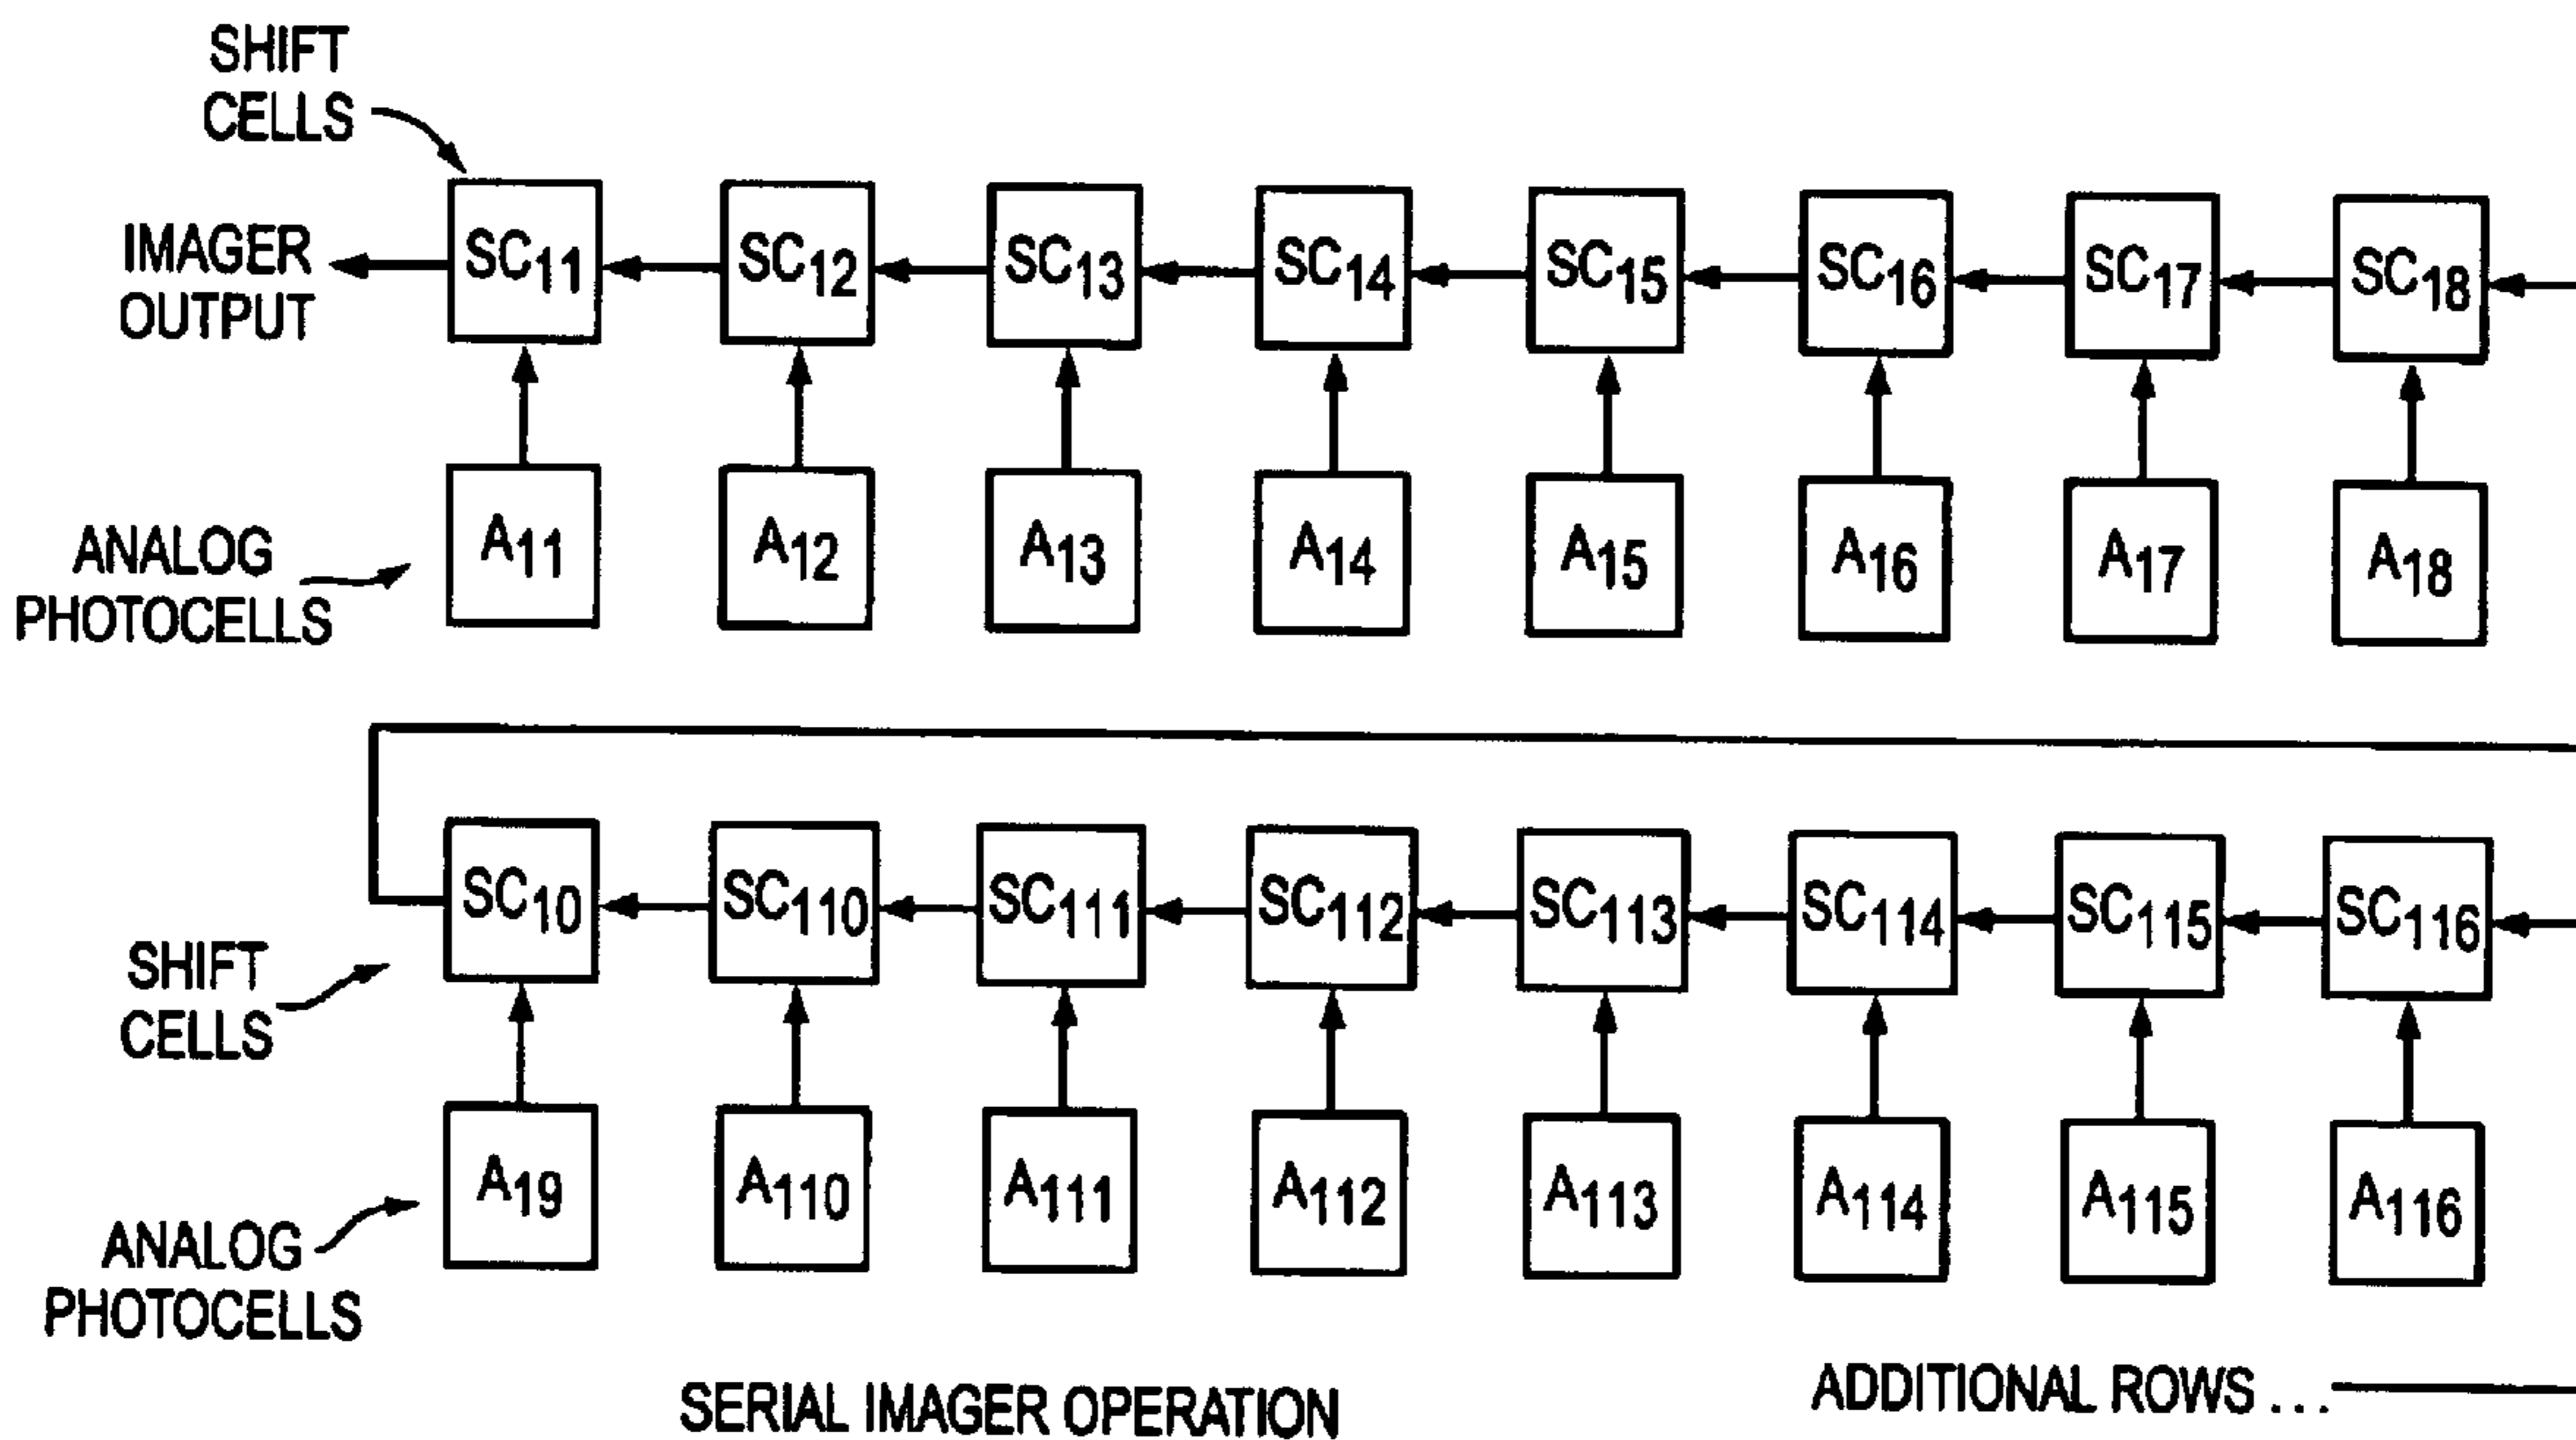 SHIFT
CELLS
IMAGER
OUTPUT
SC11 SC12 SC13 SC14 SC15 SC16 SC17 SC18
ANALOG
PHOTOCELLS
A11 A12 A13 A14 A15 A16 A17 A18
SC10 SC110 SC111 SC112 SC113 SC114 SC115 SC116
SHIFT
CELLS
A19 A110 A111 A112 A113 A114 A115 A116
ANALOG
PHOTOCELLS
SERIAL IMAGER OPERATION
ADDITIONAL ROWS ...